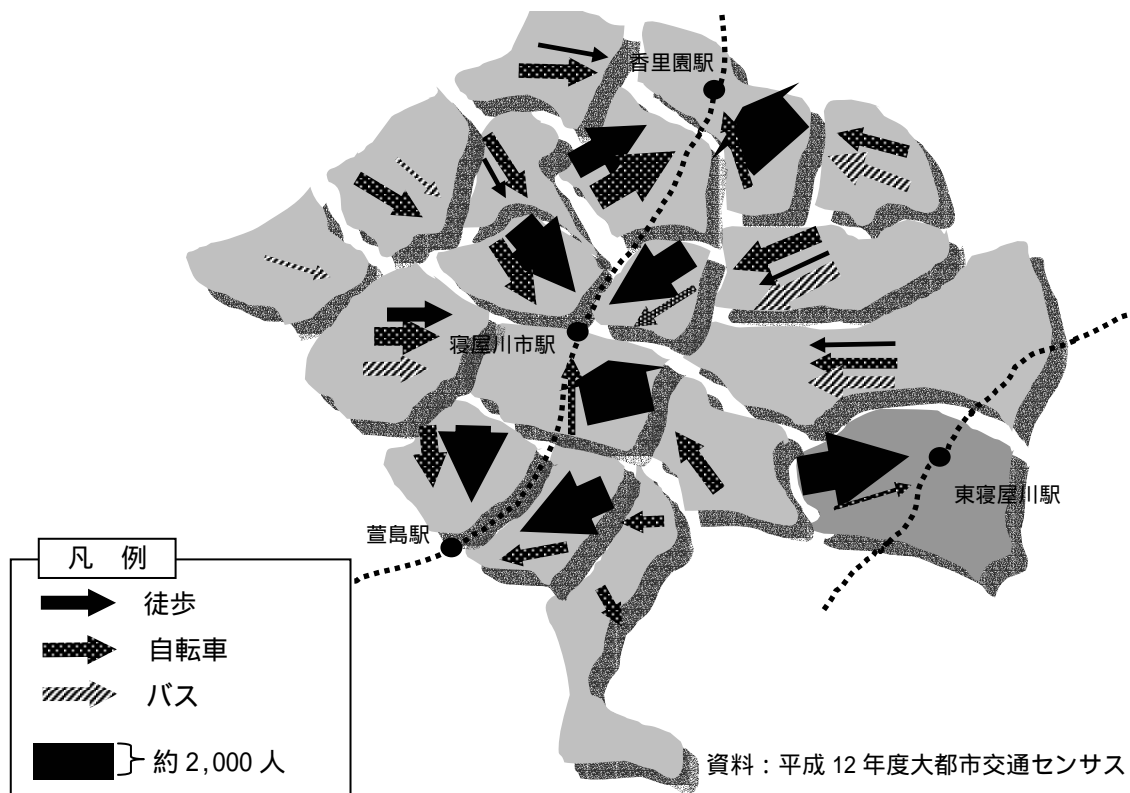 香里園駅
寝屋川市駅
東寝屋川駅
萱島駅
凡 例
徒歩
自転車
バス
約 2,000 人
資料：平成 12 年度大都市交通センサス